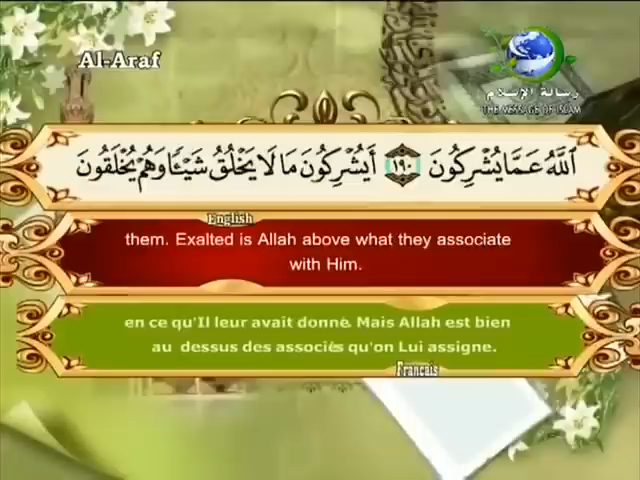 Al-Araf
رسالة الإسلام
THE MESSAGE OF ISLAM
ٱللَّهُ عَمَّا يُشْرِكُونَ ١٩٠ أَيُشْرِكُونَ مَا لَا يَخْلُقُ شَيْـًٔا وَهُمْ يُخْلَقُونَ
English
them. Exalted is Allah above what they associate
with Him.
en ce qu'Il leur avait donné. Mais Allah est bien
au dessus des associés qu'on Lui assigne.
Francais